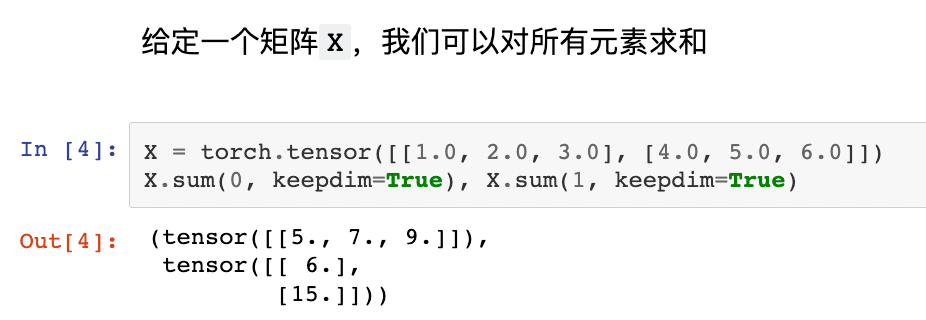 给定一个矩阵X，我们可以对所有元素求和
In [4]: X = torch.tensor([[1.0, 2.0, 3.0], [4.0, 5.0, 6.0]])
X.sum(0, keepdim=True), X.sum(1, keepdim=True)
Out[4]: (tensor([[5., 7., 9.]]),
tensor([[ 6.],
[15.]]))